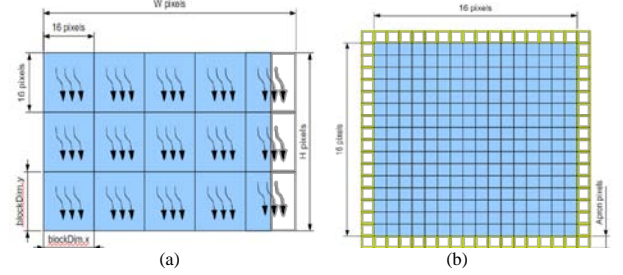 W pixels
16 pixels
16 pixels
H pixels
blockDim.y
blockDim.x
(a)
16 pixels
16 pixels
Apron pixels
(b)